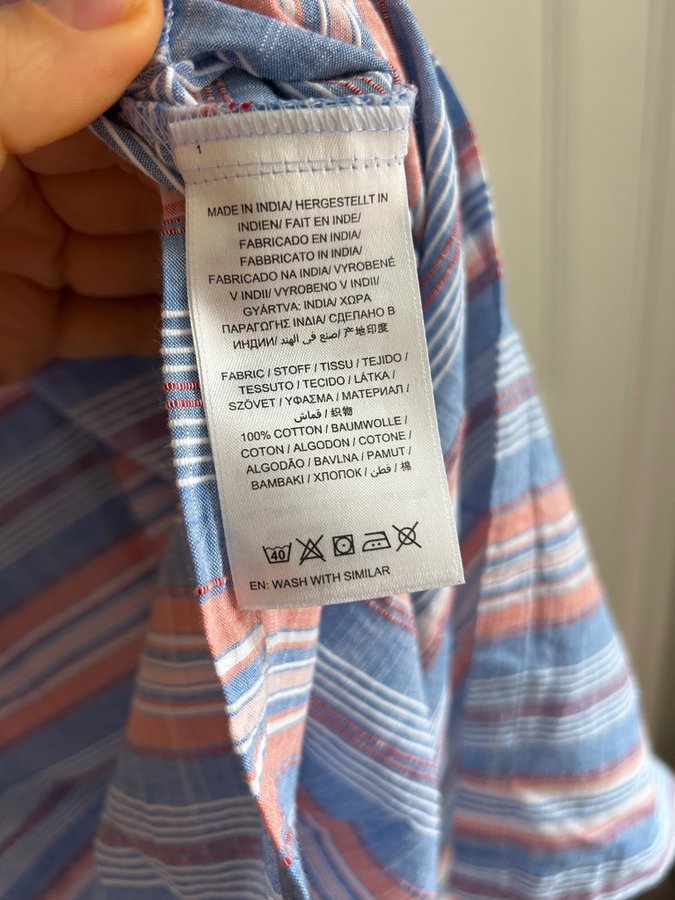 1
MADE IN INDIA/ HERGESTELLT IN
INDIEN/ FAIT EN INDE/
FABRICADO EN INDIA/
FABBRICATO IN INDIA/
FABRICADO NA INDIA/ VYROBENÉ
V INDII/ VYROBENO V INDII/
GYÁRTVA: INDIA/ ΧΩΡΑ
ΠΑΡΑΓΩΓΗΣ ΙΝΔΙΑ/ СДЕЛАНО В
ИНДИИ/ صنع في الهند /产地印度
FABRIC / STOFF / TISSU / TEJIDO /
TESSUTO / TECIDO / LÁTKA /
SZÖVET / ΥΦΑΣΜΑ / МАТЕРИАЛ /
قماش / 织物
100% COTTON / BAUMWOLLE /
COTON / ALGODON / COTONE /
ALGODÃO / BAVLNA / PAMUT /
BAMBAKI / ХЛОПОК / قطن / 棉
40
EN: WASH WITH SIMILAR